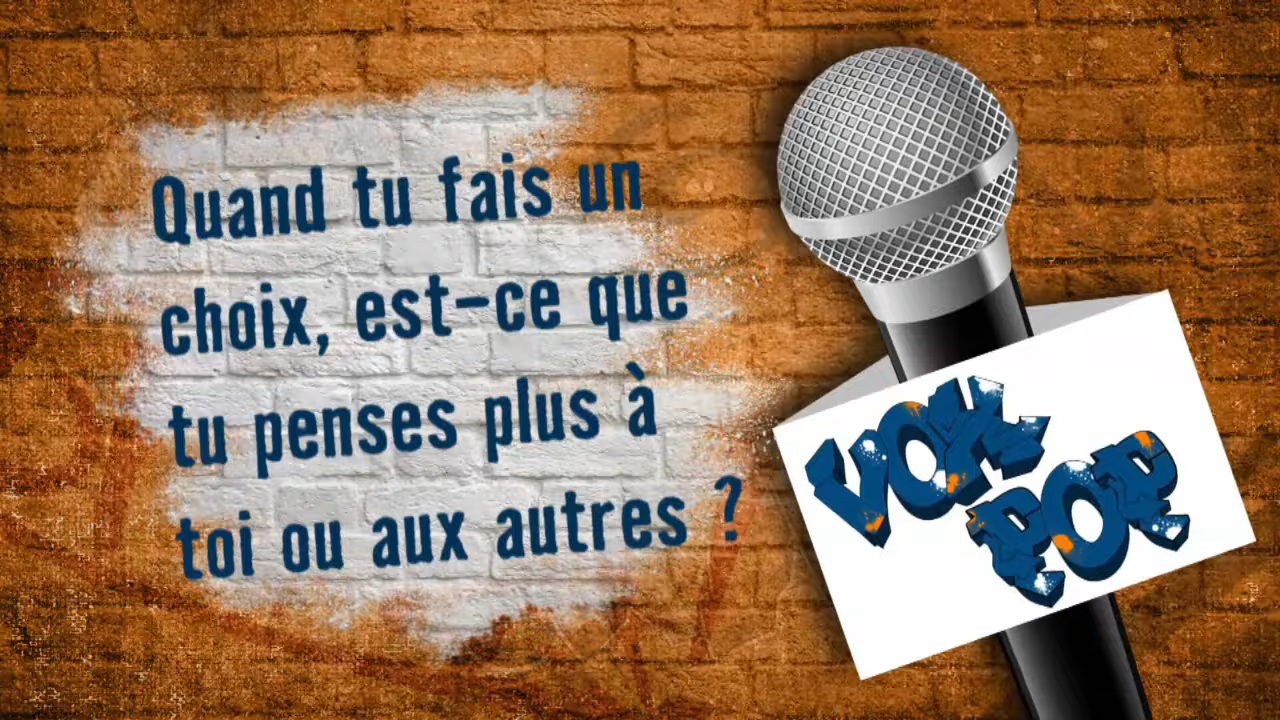 Quand tu fais un
choix, est-ce que
tu penses plus à
toi ou aux autres ?
VOX
POP